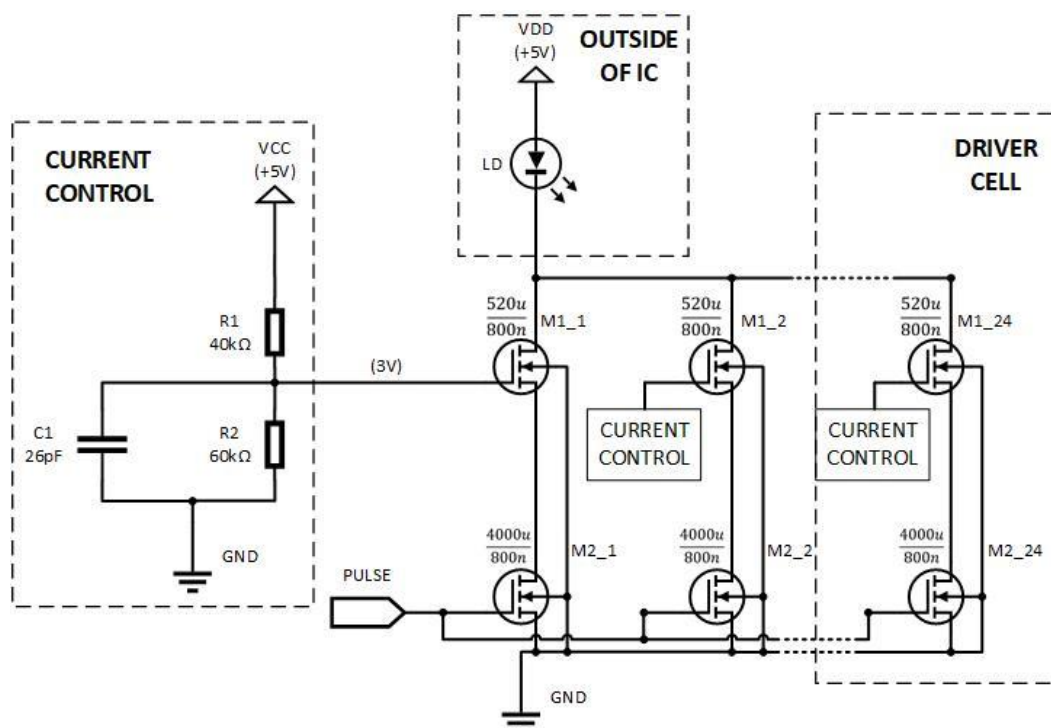 VDD
(+5V)
OUTSIDE
OF IC
LD
CURRENT
CONTROL
VCC
(+5V)
R1
40kΩ
(3V)
C1
26pF
R2
60kΩ
GND
DRIVER
CELL
520u
800n
M1_1
520u
800n
M1_2
520u
800n
M1_24
CURRENT
CONTROL
CURRENT
CONTROL
4000u
800n
M2_1
4000u
800n
M2_2
4000u
800n
M2_24
PULSE
GND